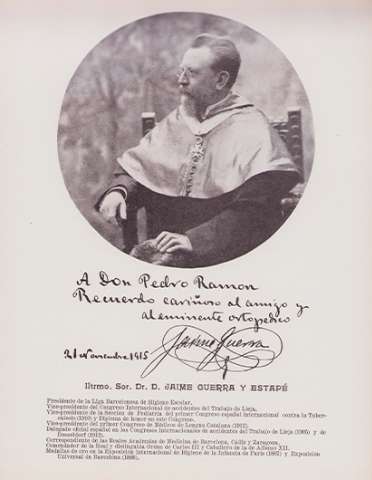 A Don Pedro Ramon
Recuerdo cariñoso al amigo y
al eminente ortopédico
Jaime Guerra
21 Noviembre 1915
Iltrmo. Sor. Dr. D. JAIME GUERRA Y ESTAPÉ
Presidente de la Liga Barcelonesa de Higiene Escolar.
Vice-presidente del Congreso Internacional de accidentes del Trabajo de Lieja.
Vice-presidente de la Sección de Pediatría del primer Congreso español internacional contra la Tuber-
culosis (1910) y Diploma de honor en este Congreso.
Vice-presidente del primer Congreso de Médicos de Lengua Catalana (1913).
Delegado oficial español en los Congresos Internacionales de accidentes del Trabajo de Lieja (1905) y de
Düsseldorf (1912).
Correspondiente de las Reales Academias de Medicina de Barcelona, Cádiz y Zaragoza.
Comendador de la Real y distinguida Orden de Carlos III y Caballero de la de Alfonso XII.
Medallas de oro en la Exposición Internacional de Higiene de la Infancia de París (1887) y Exposición
Universal de Barcelona (1888).